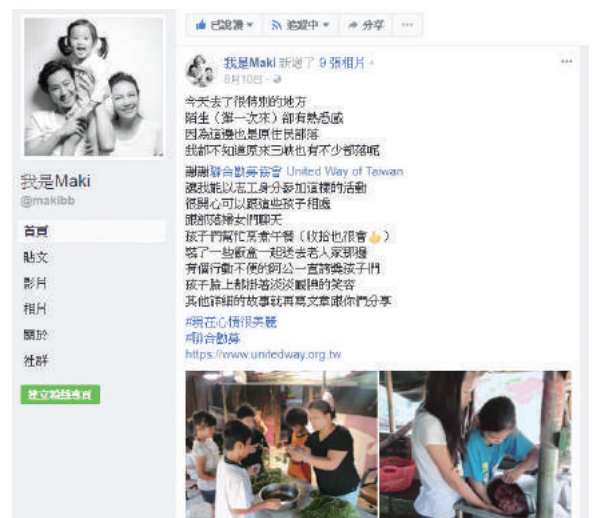 已說讚 追蹤中 分享 ...
我是Maki 新增了 9 張相片。
8月10日
今天去了很特別的地方
陌生（第一次來）卻有熟悉感
因為這邊也是原住民部落
我都不知道原來三峽也有不少部落呢
謝謝聯合勸募協會 United Way of Taiwan
讓我能以志工身分參加這樣的活動
很開心可以跟這些孩子相處
跟部落婦女們聊天
孩子們幫忙烹煮午餐（收拾也很會👍）
裝了一些飯盒一起送去老人家那邊
有個行動不便的阿公一直誇獎孩子們
孩子臉上都掛著淡淡靦腆的笑容
其他詳細的故事就再寫文章跟你們分享
#現在心情很美麗
#聯合勸募
https://www.unitedway.org.tw
我是Maki
@makibb
首頁
貼文
影片
相片
關於
社群
建立粉絲專頁